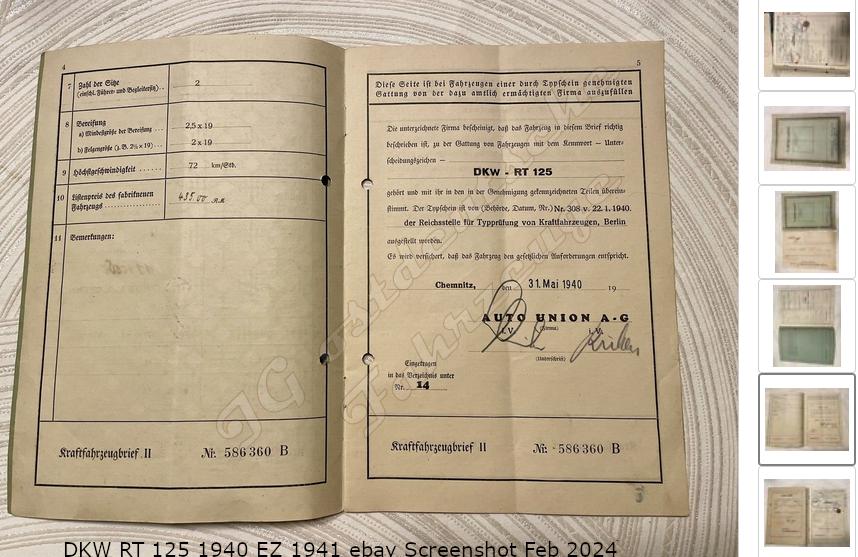 4
7 Zahl der Sitze
(einschl. Führer- und Begleitersitz) . . 2
8 Bereifung
a) Mindestgröße der Bereifung . . . 2,5 x 19
b) Felgengröße (z. B. 2½ x 19) . . . 2 x 19
9 Höchstgeschwindigkeit . . . . . . 72 km/Std.
10 Listenpreis des fabrikneuen
Fahrzeugs . . . . . . . . . . . . . . 435.00 RM
11 Bemerkungen:
Kraftfahrzeugbrief II Nr. 586360 B
5
Diese Seite ist bei Fahrzeugen einer durch Typschein genehmigten
Gattung von der dazu amtlich ermächtigten Firma auszufüllen
Die unterzeichnete Firma bescheinigt, daß das Fahrzeug in diesem Brief richtig
beschrieben ist, zu der Gattung von Fahrzeugen mit dem Kennwort — Unter-
scheidungszeichen —
DKW - RT 125
gehört und mit ihr in den in der Genehmigung gekennzeichneten Teilen überein-
stimmt. Der Typschein ist von (Behörde, Datum, Nr.) Nr. 308 v. 22.1.1940.
der Reichsstelle für Typprüfung von Kraftfahrzeugen, Berlin
ausgestellt worden.
Es wird versichert, daß das Fahrzeug den gesetzlichen Anforderungen entspricht.
Chemnitz, den 31. Mai 1940 19
AUTO UNION A-G
i. V. (Firma) i. V.
(Unterschrift)
Eingetragen
in das Verzeichnis unter
Nr. 14
Kraftfahrzeugbrief II Nr. 586360 B
DKW RT 125 1940 EZ 1941 ebay Screenshot Feb 2024